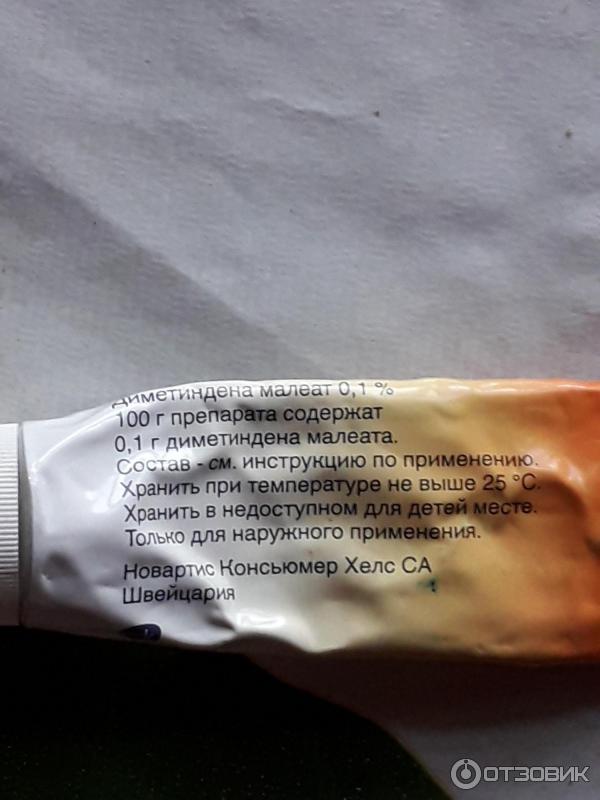 Диметиндена малеат 0,1 %
100 г препарата содержат
0,1 г диметиндена малеата.
Состав - см. инструкцию по применению.
Хранить при температуре не выше 25 °C.
Хранить в недоступном для детей месте.
Только для наружного применения.
Новартис Консьюмер Хелс СА
Швейцария
ОТЗОВИК